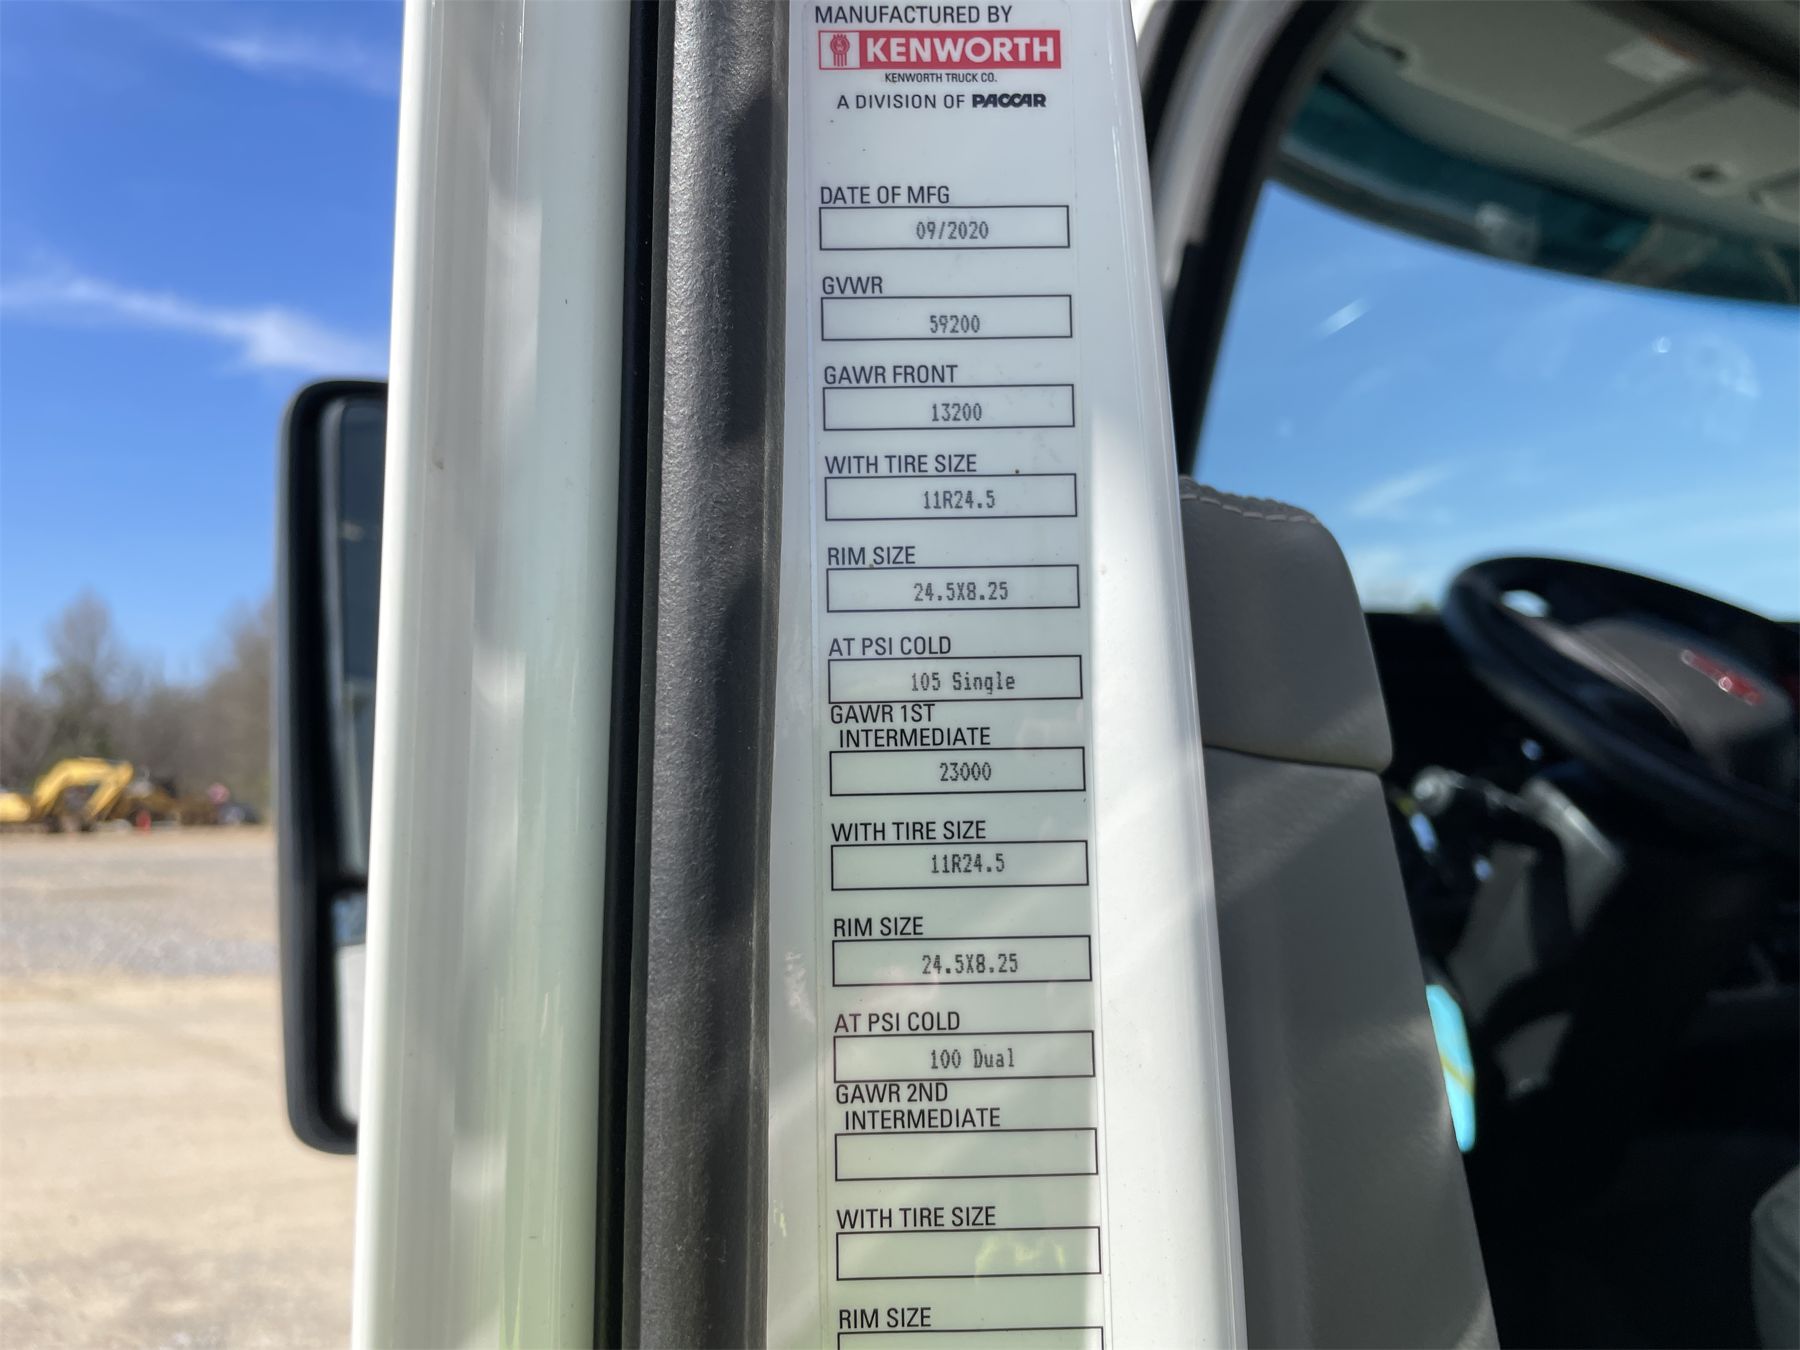 MANUFACTURED BY
KENWORTH
KENWORTH TRUCK CO.
A DIVISION OF PACCAR
DATE OF MFG
09/2020
GVWR
59200
GAWR FRONT
13200
WITH TIRE SIZE
11R24.5
RIM SIZE
24.5X8.25
AT PSI COLD
105 Single
GAWR 1ST
INTERMEDIATE
23000
WITH TIRE SIZE
11R24.5
RIM SIZE
24.5X8.25
AT PSI COLD
100 Dual
GAWR 2ND
INTERMEDIATE
WITH TIRE SIZE
RIM SIZE